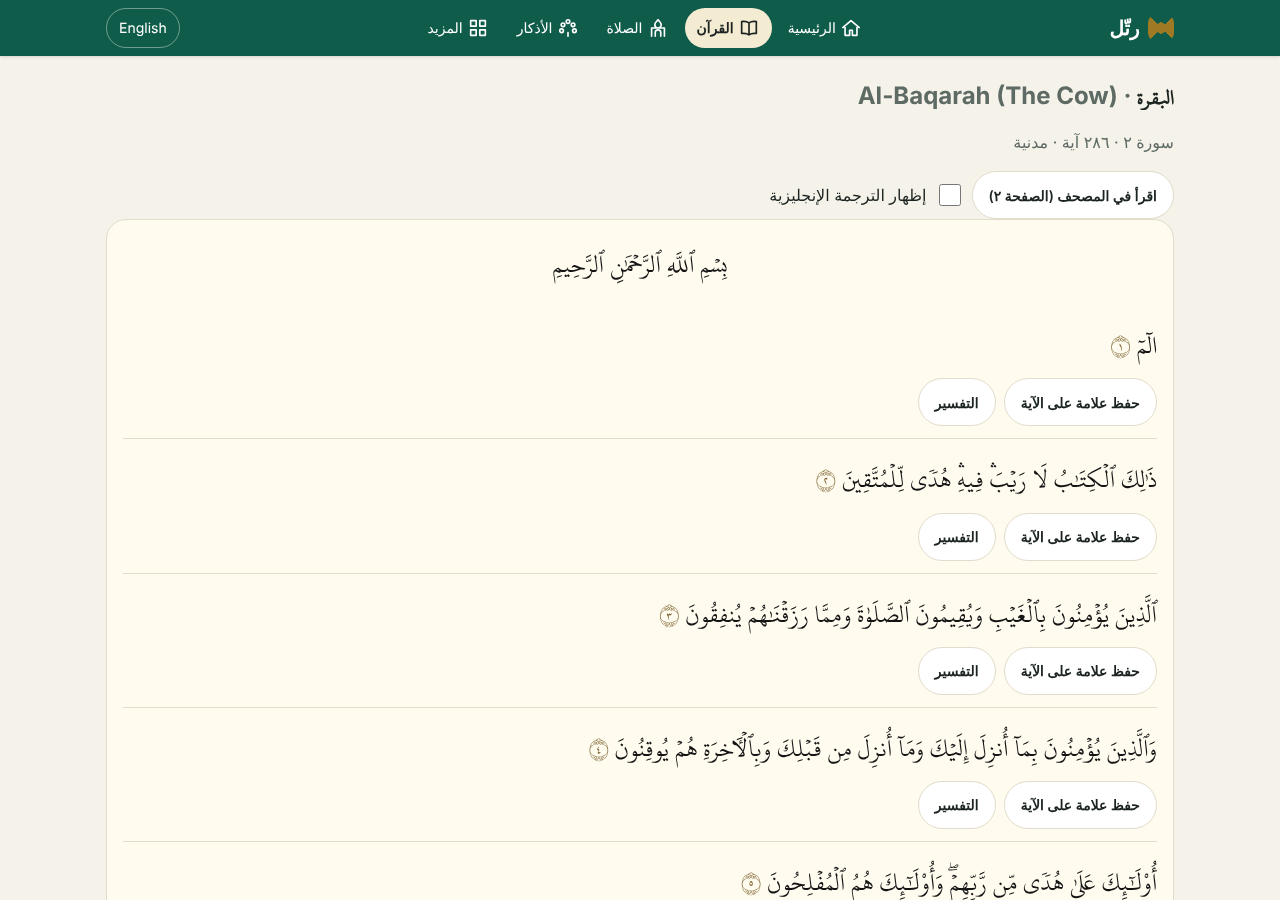 رتّل
الرئيسية
القرآن
الصلاة
الأذكار
المزيد
English
البقرة · Al-Baqarah (The Cow)
سورة ٢ · ٢٨٦ آية · مدنية
اقرأ في المصحف (الصفحة ٢)
إظهار الترجمة الإنجليزية
بِسۡمِ ٱللَّهِ ٱلرَّحۡمَٰنِ ٱلرَّحِيمِ
الٓمٓ ١
حفظ علامة على الآية
التفسير
ذَٰلِكَ ٱلۡكِتَٰبُ لَا رَيۡبَۛ فِيهِۛ هُدٗى لِّلۡمُتَّقِينَ ٢
حفظ علامة على الآية
التفسير
ٱلَّذِينَ يُؤۡمِنُونَ بِٱلۡغَيۡبِ وَيُقِيمُونَ ٱلصَّلَوٰةَ وَمِمَّا رَزَقۡنَٰهُمۡ يُنفِقُونَ ٣
حفظ علامة على الآية
التفسير
وَٱلَّذِينَ يُؤۡمِنُونَ بِمَآ أُنزِلَ إِلَيۡكَ وَمَآ أُنزِلَ مِن قَبۡلِكَ وَبِٱلۡأٓخِرَةِ هُمۡ يُوقِنُونَ ٤
حفظ علامة على الآية
التفسير
أُوْلَٰٓئِكَ عَلَىٰ هُدٗى مِّن رَّبِّهِمۡۖ وَأُوْلَٰٓئِكَ هُمُ ٱلۡمُفۡلِحُونَ ٥